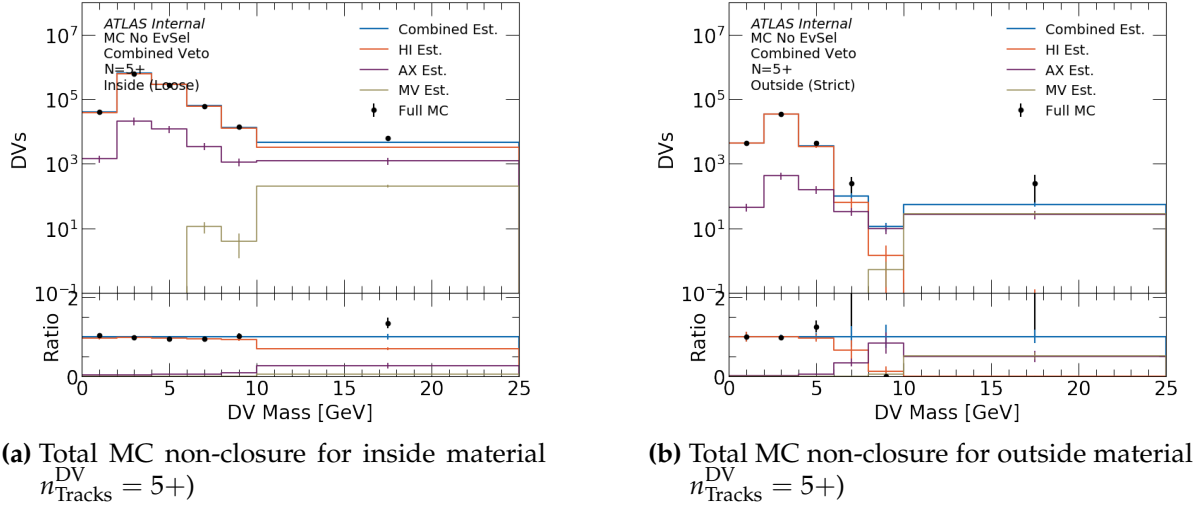 ATLAS Internal
MC No EvSel
Combined Veto
N=5+
Inside (Loose)
Combined Est.
HI Est.
AX Est.
MV Est.
Full MC
DVs
10^7
10^5
10^3
10^1
10^-1
Ratio
2
0
0 5 10 15 20 25
DV Mass [GeV]
ATLAS Internal
MC No EvSel
Combined Veto
N=5+
Outside (Strict)
Combined Est.
HI Est.
AX Est.
MV Est.
Full MC
DVs
10^7
10^5
10^3
10^1
10^-1
Ratio
2
0
0 5 10 15 20 25
DV Mass [GeV]
(a) Total MC non-closure for inside material
n^DV_Tracks = 5+)
(b) Total MC non-closure for outside material
n^DV_Tracks = 5+)